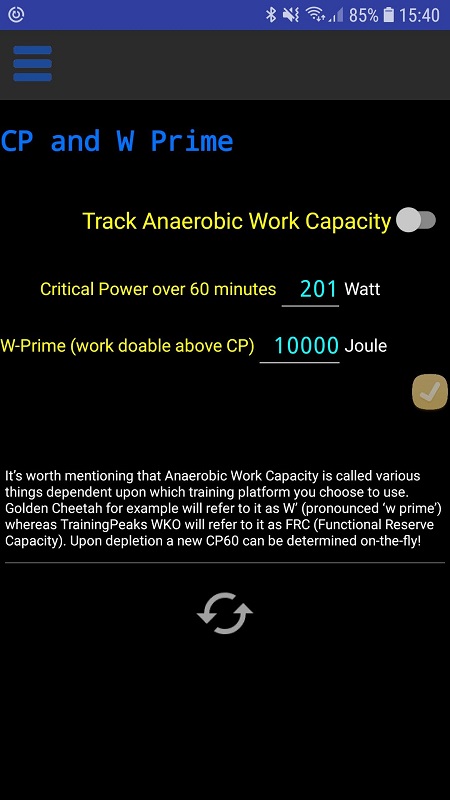 85% 15:40
CP and W Prime
Track Anaerobic Work Capacity
Critical Power over 60 minutes 201 Watt
W-Prime (work doable above CP) 10000 Joule
It's worth mentioning that Anaerobic Work Capacity is called various
things dependent upon which training platform you choose to use.
Golden Cheetah for example will refer to it as W' (pronounced 'w prime')
whereas TrainingPeaks WKO will refer to it as FRC (Functional Reserve
Capacity). Upon depletion a new CP60 can be determined on-the-fly!